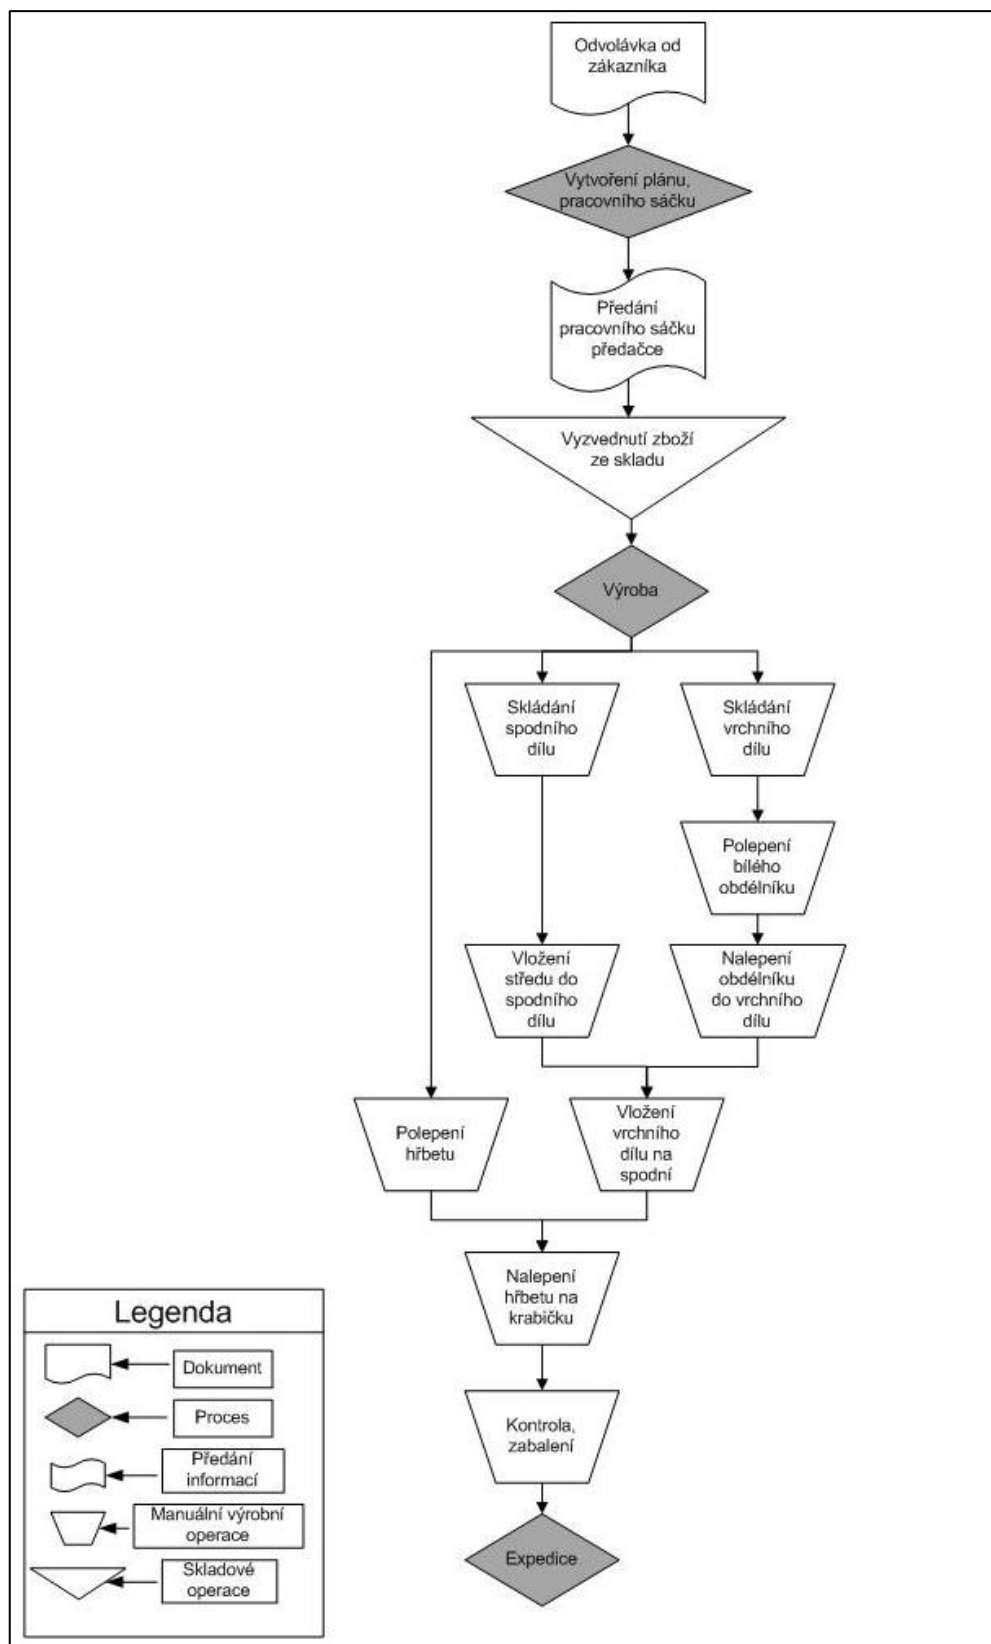 Odvolávka od
zákazníka
Vytvoření plánu,
pracovního sáčku
Předání
pracovního sáčku
předačce
Vyzvednutí zboží
ze skladu
Výroba
Skládání
spodního
dílu
Skládání
vrchního
dílu
Polepení
bílého
obdélníku
Vložení
středu do
spodního
dílu
Nalepení
obdélníku
do vrchního
dílu
Polepení
hřbetu
Vložení
vrchního
dílu na
spodní
Nalepení
hřbetu na
krabičku
Kontrola,
zabalení
Expedice
Legenda
Dokument
Proces
Předání
informací
Manuální výrobní
operace
Skladové
operace